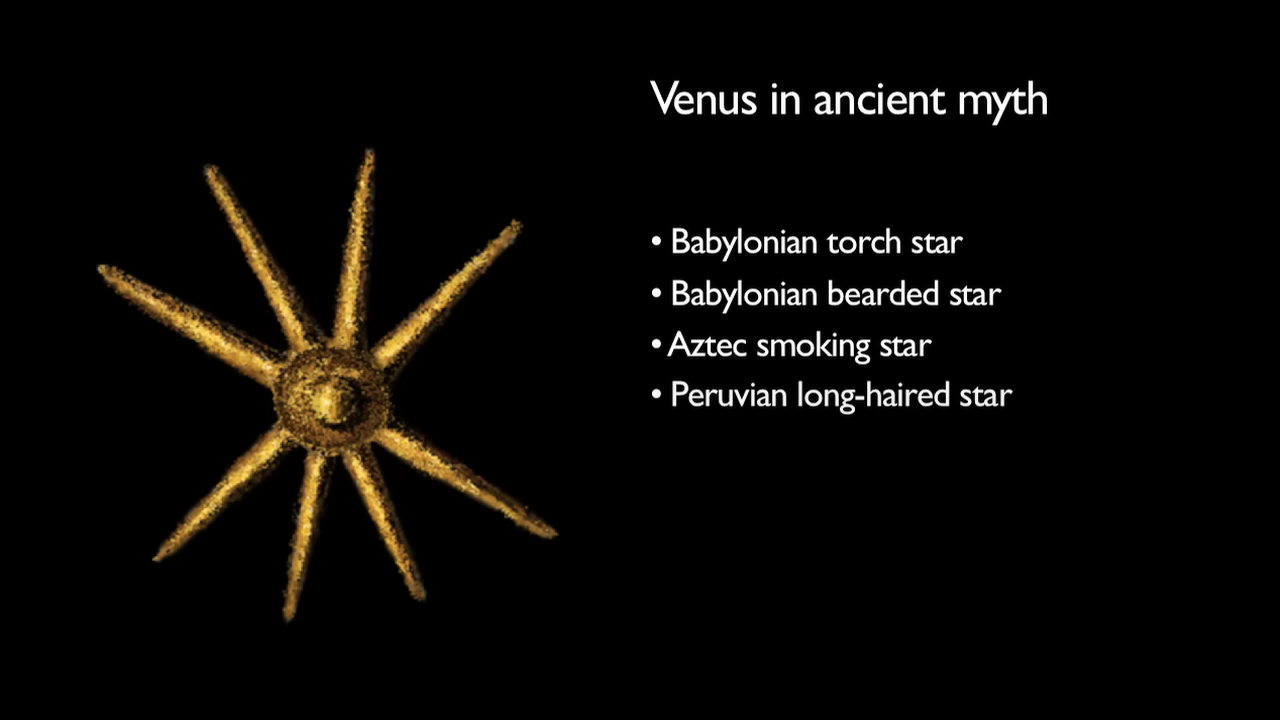 Venus in ancient myth
• Babylonian torch star
• Babylonian bearded star
• Aztec smoking star
• Peruvian long-haired star